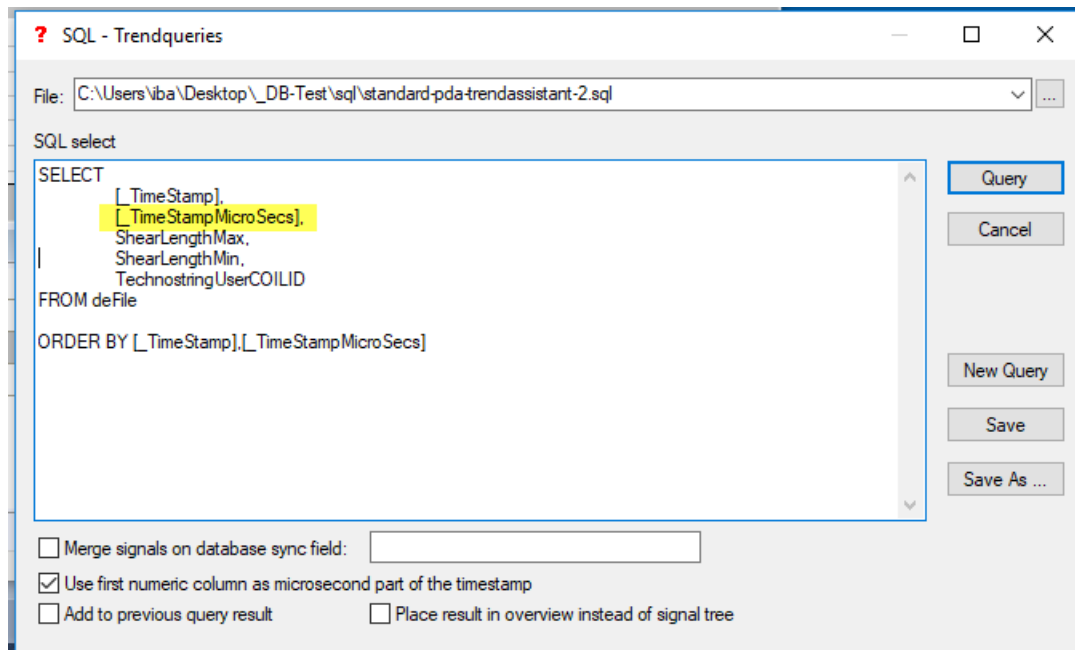 ? SQL - Trendqueries
File: C:\Users\iba\Desktop\_DB-Test\sql\standard-pda-trendassistant-2.sql ...
SQL select
SELECT
[_TimeStamp],
[_TimeStampMicroSecs],
ShearLengthMax,
ShearLengthMin,
TechnostringUserCOILID
FROM deFile
ORDER BY [_TimeStamp],[_TimeStampMicroSecs]
Query
Cancel
New Query
Save
Save As ...
Merge signals on database sync field:
Use first numeric column as microsecond part of the timestamp
Add to previous query result Place result in overview instead of signal tree